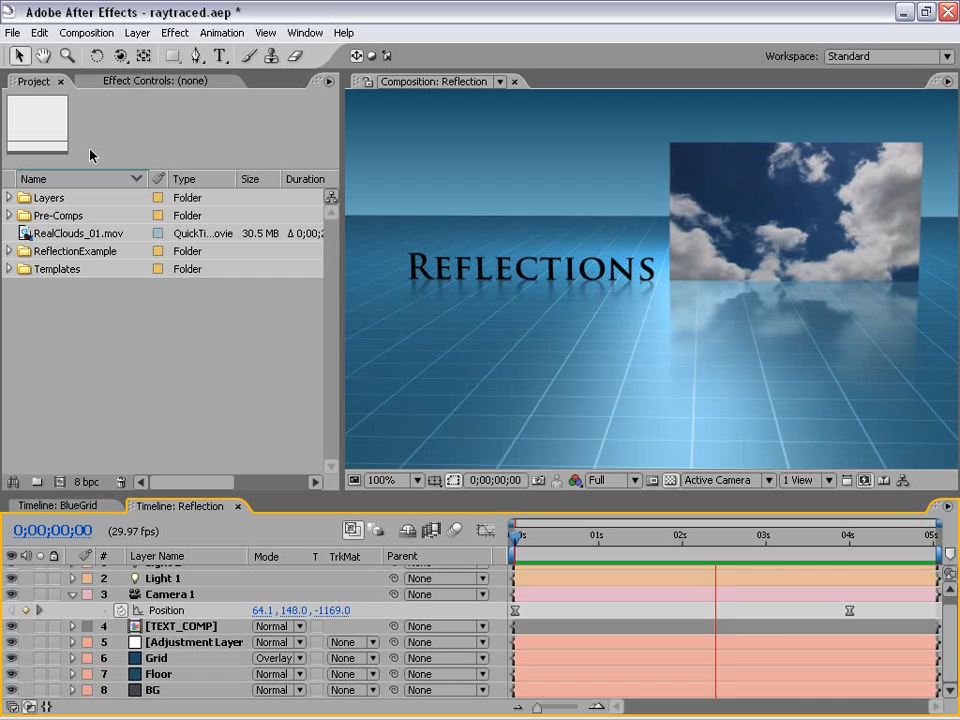 Adobe After Effects - raytraced.aep *
File Edit Composition Layer Effect Animation View Window Help
Workspace: Standard
Project Effect Controls: (none)
Composition: Reflection
Name Type Size Duration
Layers Folder
Pre-Comps Folder
RealClouds_01.mov QuickTi...ovie 30.5 MB Δ 0;00;2
ReflectionExample Folder
Templates Folder
REFLECTIONS
8 bpc
100% 0;00;00;00 Full Active Camera 1 View
Timeline: BlueGrid Timeline: Reflection
0;00;00;00 (29.97 fps)
01s 02s 03s 04s 05s
# Layer Name Mode T TrkMat Parent
2 Light 1 None
3 Camera 1 None
Position 64.1, 148.0, -1169.0
4 [TEXT_COMP] Normal None
5 [Adjustment Layer Normal None None
6 Grid Overlay None None
7 Floor Normal None None
8 BG Normal None None